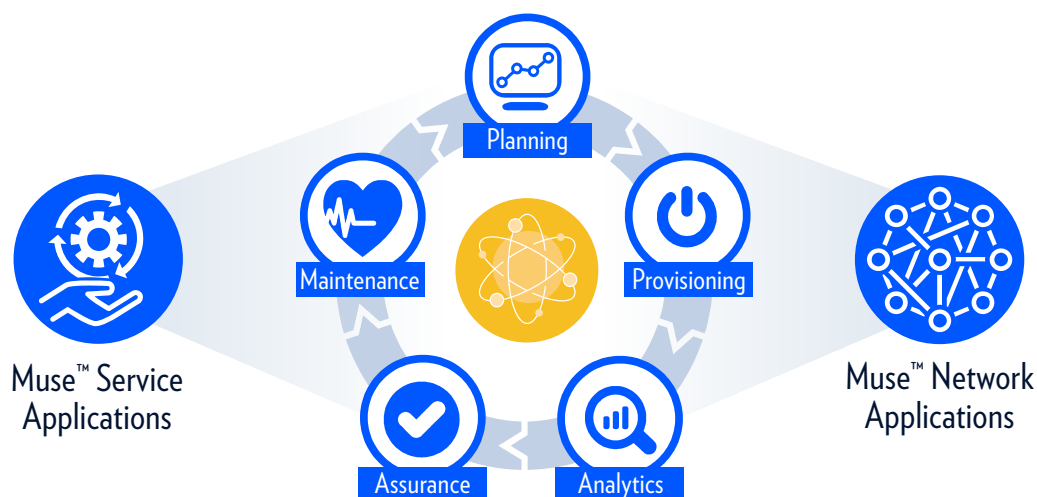 Planning
Maintenance
Provisioning
Muse™ Service
Applications
Muse™ Network
Applications
Assurance
Analytics